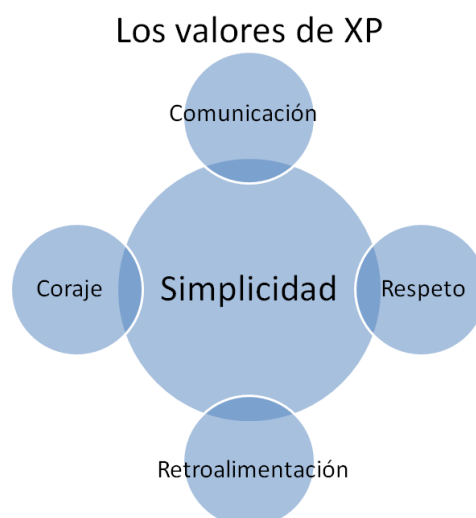 Los valores de XP
Comunicación
Coraje
Simplicidad
Respeto
Retroalimentación